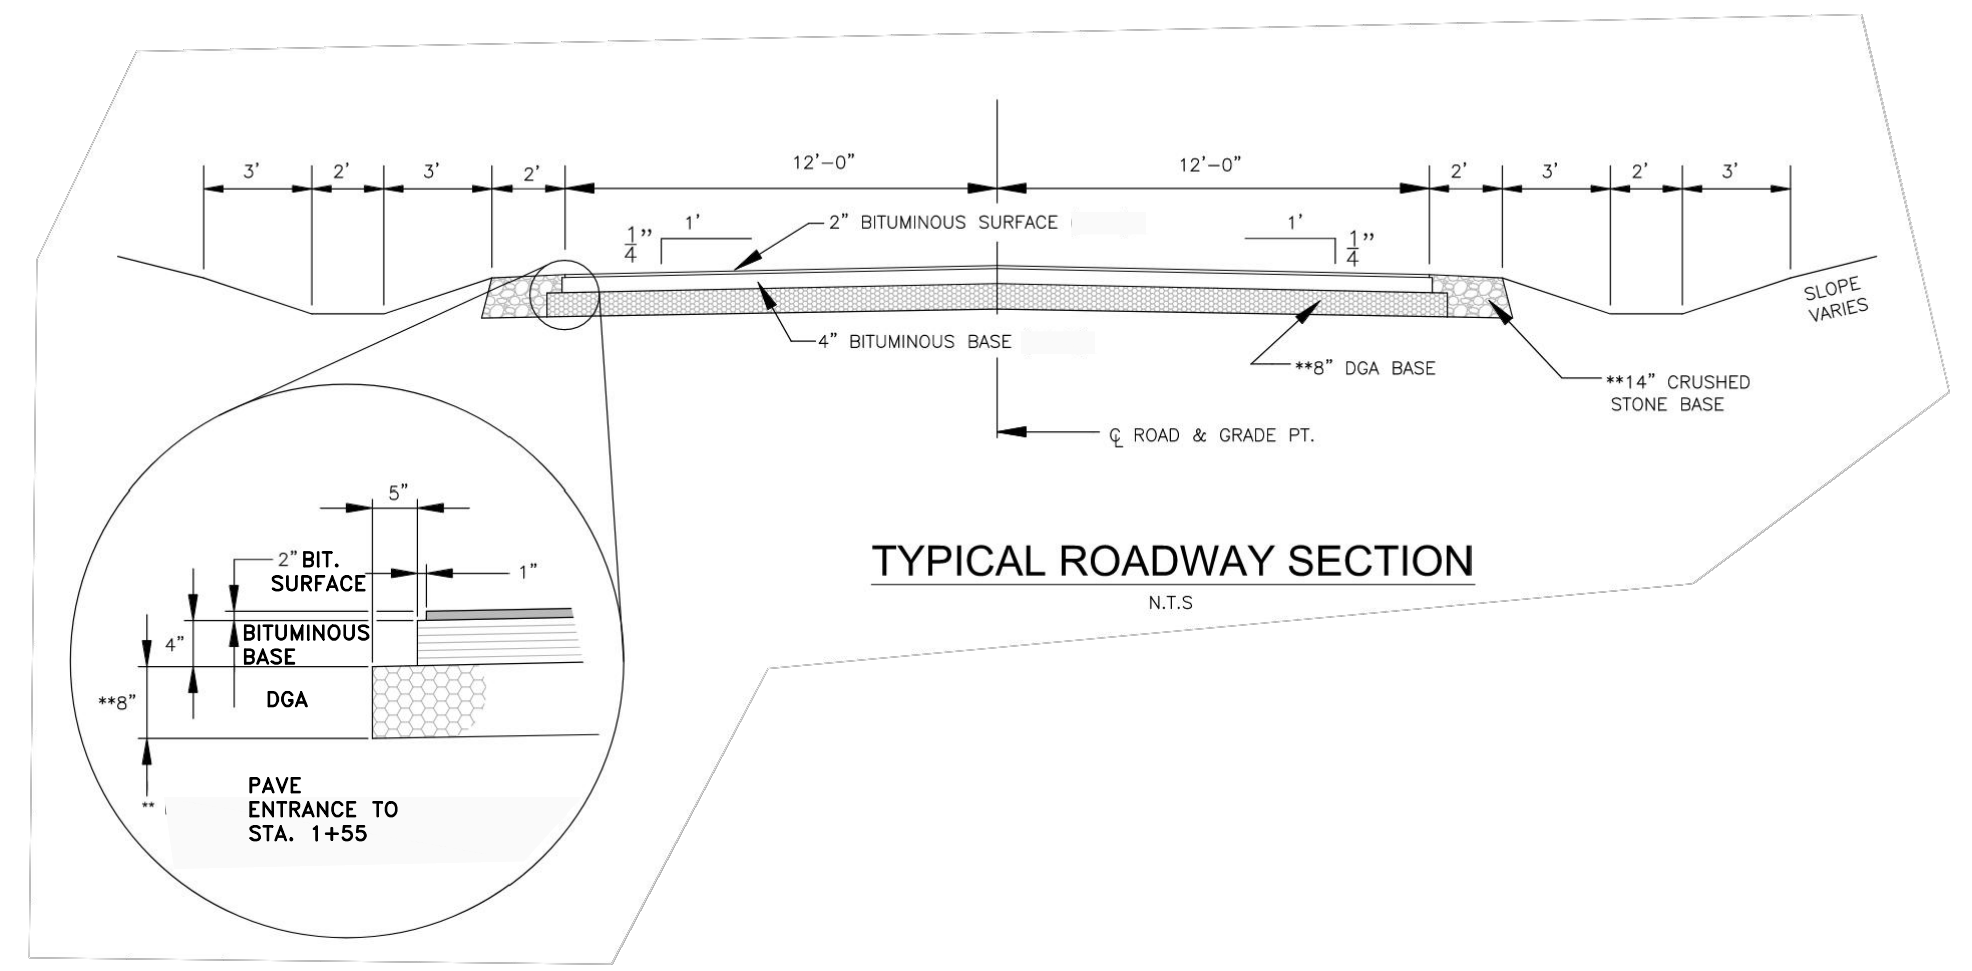 3' 2' 3' 2' 12'-0" 12'-0" 2' 3' 2' 3'
1/4" 1'
2" BITUMINOUS SURFACE
1' 1/4"
SLOPE
VARIES
4" BITUMINOUS BASE
**8" DGA BASE
**14" CRUSHED
STONE BASE
℄ ROAD & GRADE PT.
TYPICAL ROADWAY SECTION
N.T.S
5"
2" BIT.
SURFACE
1"
4"
BITUMINOUS
BASE
**8"
DGA
PAVE
** ENTRANCE TO
STA. 1+55